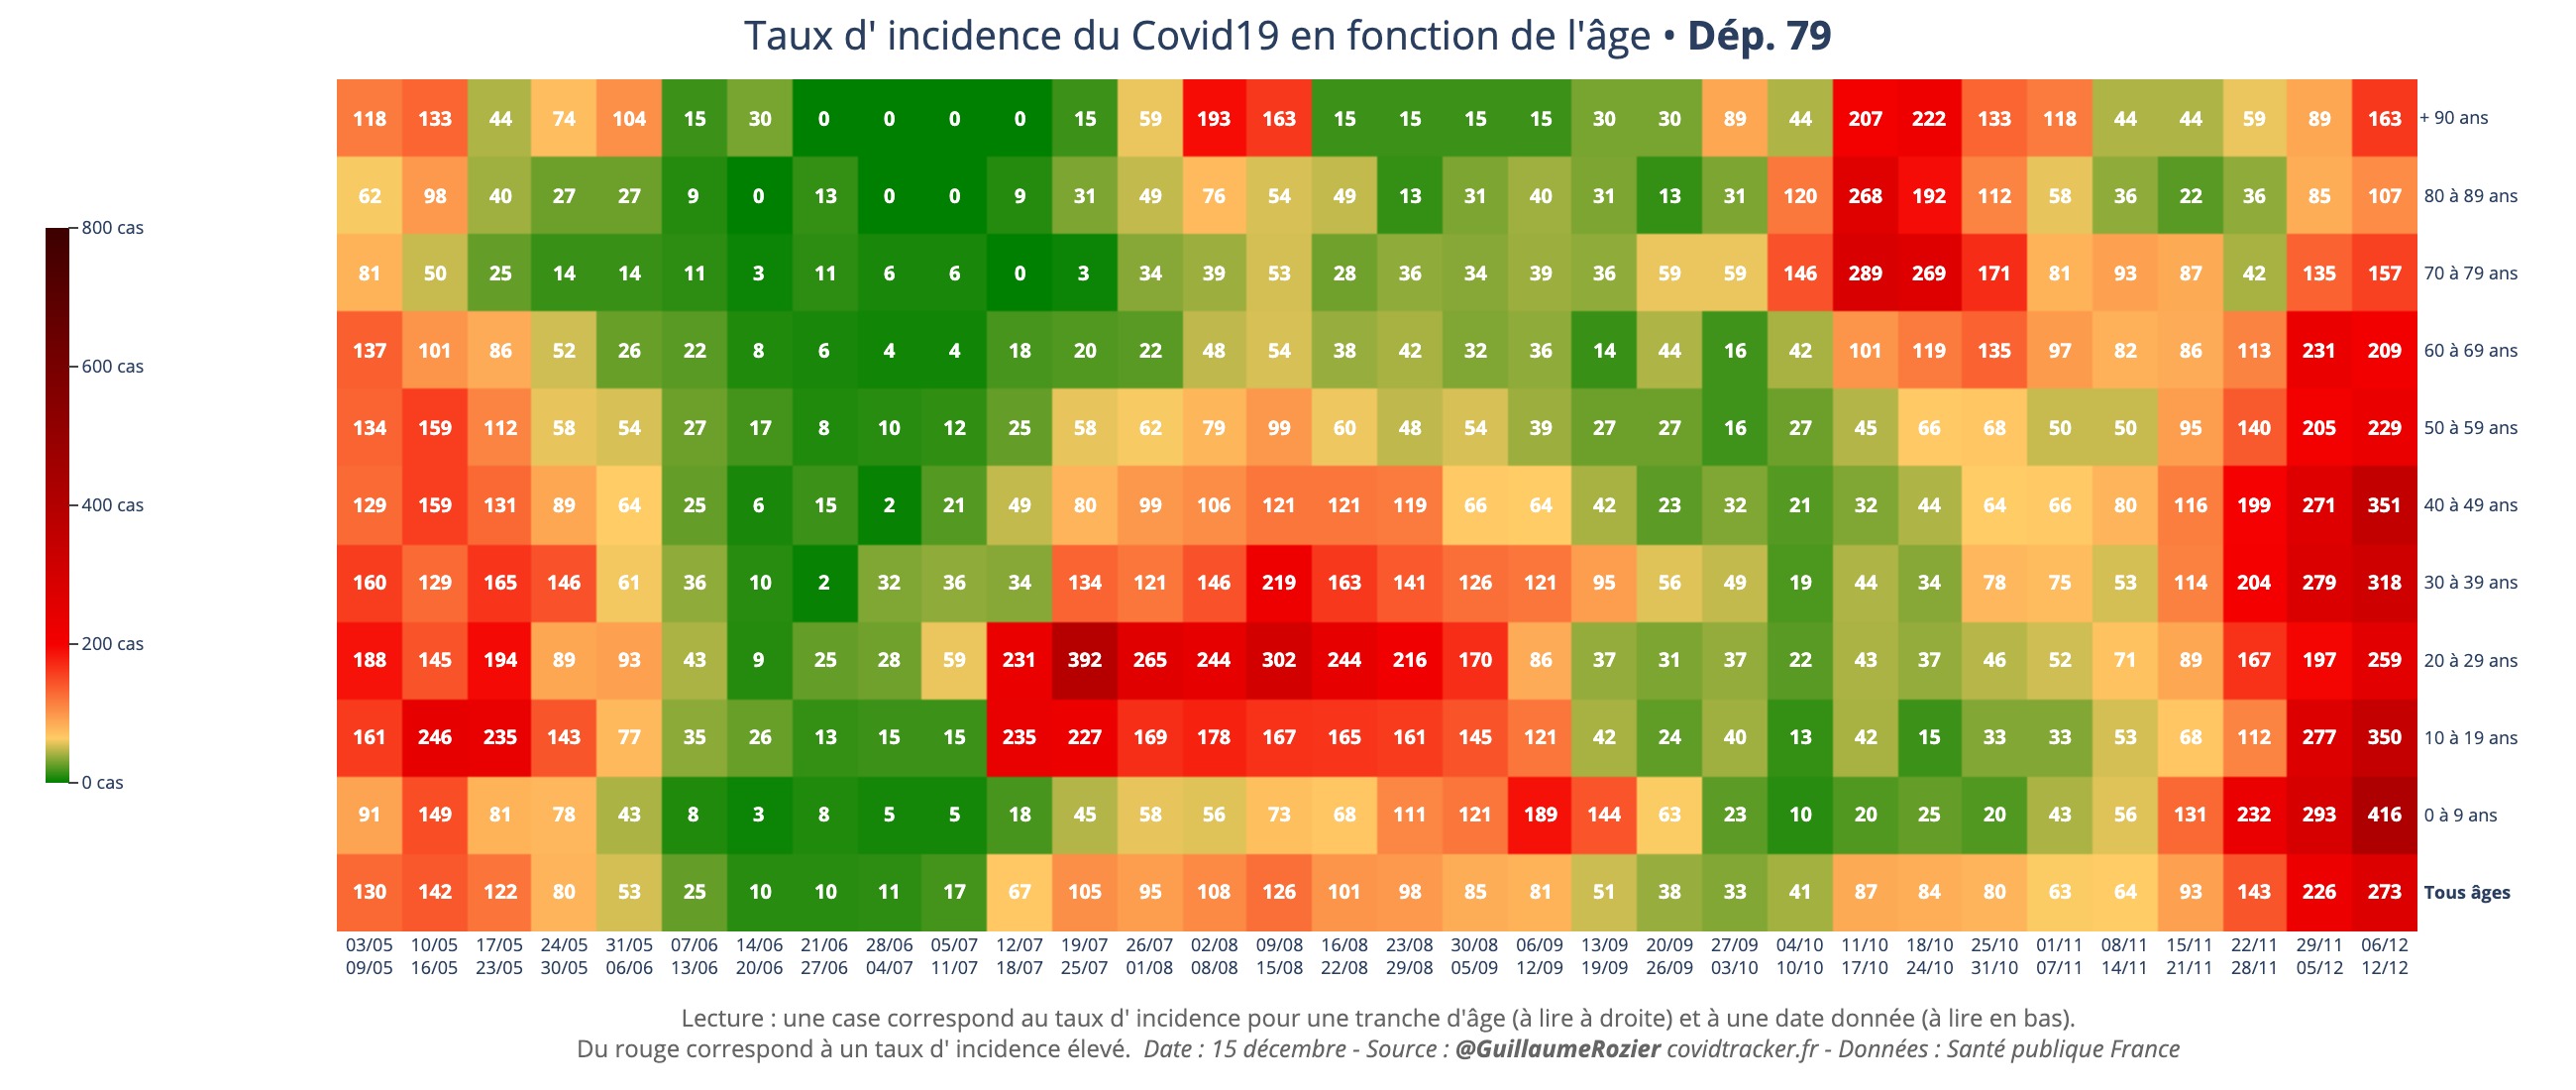 Taux d' incidence du Covid19 en fonction de l'âge • Dép. 79
118 133 44 74 104 15 30 0 0 0 0 15 59 193 163 15 15 15 15 30 30 89 44 207 222 133 118 44 44 59 89 163 + 90 ans
62 98 40 27 27 9 0 13 0 0 9 31 49 76 54 49 13 31 40 31 13 31 120 268 192 112 58 36 22 36 85 107 80 à 89 ans
800 cas
81 50 25 14 14 11 3 11 6 6 0 3 34 39 53 28 36 34 39 36 59 59 146 289 269 171 81 93 87 42 135 157 70 à 79 ans
137 101 86 52 26 22 8 6 4 4 18 20 22 48 54 38 42 32 36 14 44 16 42 101 119 135 97 82 86 113 231 209 60 à 69 ans
600 cas
134 159 112 58 54 27 17 8 10 12 25 58 62 79 99 60 48 54 39 27 27 16 27 45 66 68 50 50 95 140 205 229 50 à 59 ans
400 cas
129 159 131 89 64 25 6 15 2 21 49 80 99 106 121 121 119 66 64 42 23 32 21 32 44 64 66 80 116 199 271 351 40 à 49 ans
160 129 165 146 61 36 10 2 32 36 34 134 121 146 219 163 141 126 121 95 56 49 19 44 34 78 75 53 114 204 279 318 30 à 39 ans
200 cas
188 145 194 89 93 43 9 25 28 59 231 392 265 244 302 244 216 170 86 37 31 37 22 43 37 46 52 71 89 167 197 259 20 à 29 ans
161 246 235 143 77 35 26 13 15 15 235 227 169 178 167 165 161 145 121 42 24 40 13 42 15 33 33 53 68 112 277 350 10 à 19 ans
0 cas
91 149 81 78 43 8 3 8 5 5 18 45 58 56 73 68 111 121 189 144 63 23 10 20 25 20 43 56 131 232 293 416 0 à 9 ans
130 142 122 80 53 25 10 10 11 17 67 105 95 108 126 101 98 85 81 51 38 33 41 87 84 80 63 64 93 143 226 273 Tous âges
03/05 10/05 17/05 24/05 31/05 07/06 14/06 21/06 28/06 05/07 12/07 19/07 26/07 02/08 09/08 16/08 23/08 30/08 06/09 13/09 20/09 27/09 04/10 11/10 18/10 25/10 01/11 08/11 15/11 22/11 29/11 06/12
09/05 16/05 23/05 30/05 06/06 13/06 20/06 27/06 04/07 11/07 18/07 25/07 01/08 08/08 15/08 22/08 29/08 05/09 12/09 19/09 26/09 03/10 10/10 17/10 24/10 31/10 07/11 14/11 21/11 28/11 05/12 12/12
Lecture : une case correspond au taux d' incidence pour une tranche d'âge (à lire à droite) et à une date donnée (à lire en bas).
Du rouge correspond à un taux d' incidence élevé. Date : 15 décembre - Source : @GuillaumeRozier covidtracker.fr - Données : Santé publique France